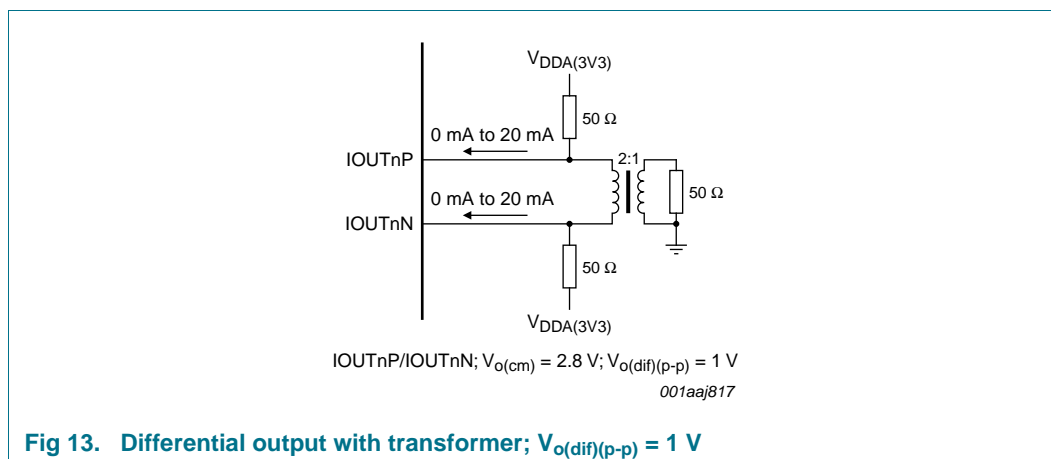 VDDA(3V3)
50 Ω
0 mA to 20 mA
IOUTnP
2:1
0 mA to 20 mA
50 Ω
IOUTnN
50 Ω
VDDA(3V3)
IOUTnP/IOUTnN; Vo(cm) = 2.8 V; Vo(dif)(p-p) = 1 V
001aaj817
Fig 13. Differential output with transformer; Vo(dif)(p-p) = 1 V